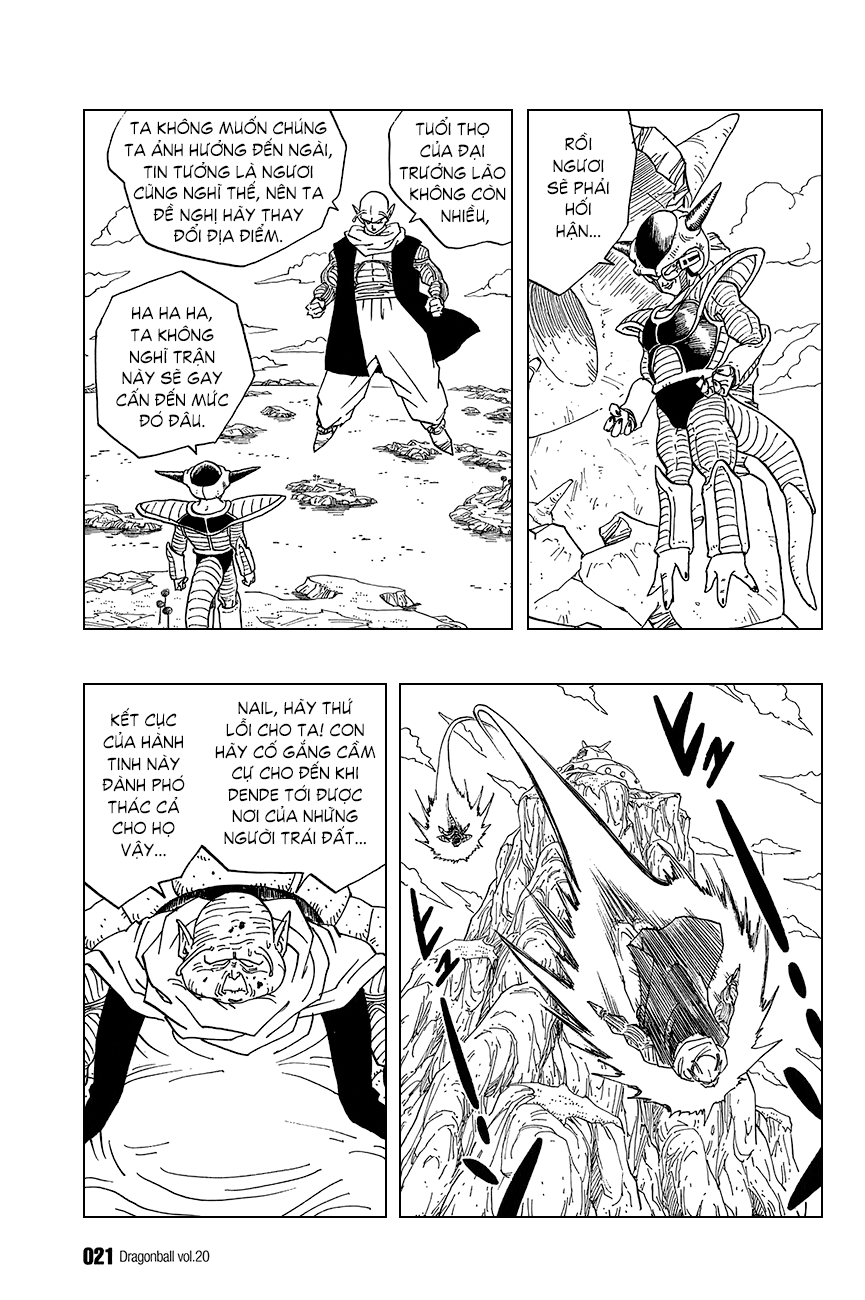 RỒI
NGƯƠI
SẼ PHẢI
HỐI
HẬN...
TUỔI THỌ
CỦA ĐẠI
TRƯỞNG LÃO
KHÔNG CÒN
NHIỀU,
TA KHÔNG MUỐN CHÚNG
TA ẢNH HƯỞNG ĐẾN NGÀI,
TIN TƯỞNG LÀ NGƯƠI
CŨNG NGHĨ THẾ, NÊN TA
ĐỀ NGHỊ HÃY THAY
ĐỔI ĐỊA ĐIỂM.
HA HA HA,
TA KHÔNG
NGHĨ TRẬN
NÀY SẼ GAY
CẤN ĐẾN MỨC
ĐÓ ĐÂU.
VÚN
VÚN
NAIL, HÃY THỨ
LỖI CHO TA! CON
HÃY CỐ GẮNG CẦM
CỰ CHO ĐẾN KHI
DENDE TỚI ĐƯỢC
NƠI CỦA NHỮNG
NGƯỜI TRÁI ĐẤT...
KẾT CỤC
CỦA HÀNH
TINH NÀY
ĐÀNH PHÓ
THÁC CẢ
CHO HỌ
VẬY...
021 Dragonball vol.20